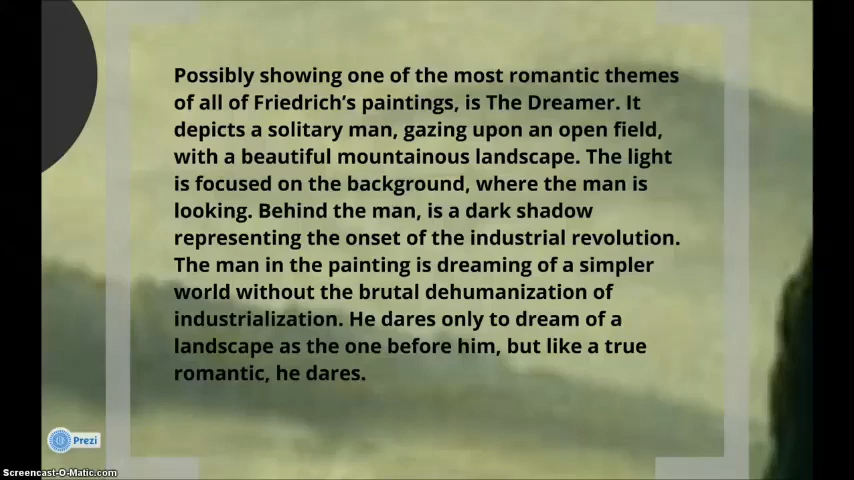 Possibly showing one of the most romantic themes
of all of Friedrich's paintings, is The Dreamer. It
depicts a solitary man, gazing upon an open field,
with a beautiful mountainous landscape. The light
is focused on the background, where the man is
looking. Behind the man, is a dark shadow
representing the onset of the industrial revolution.
The man in the painting is dreaming of a simpler
world without the brutal dehumanization of
industrialization. He dares only to dream of a
landscape as the one before him, but like a true
romantic, he dares.
Prezi
Screencast-O-Matic.com